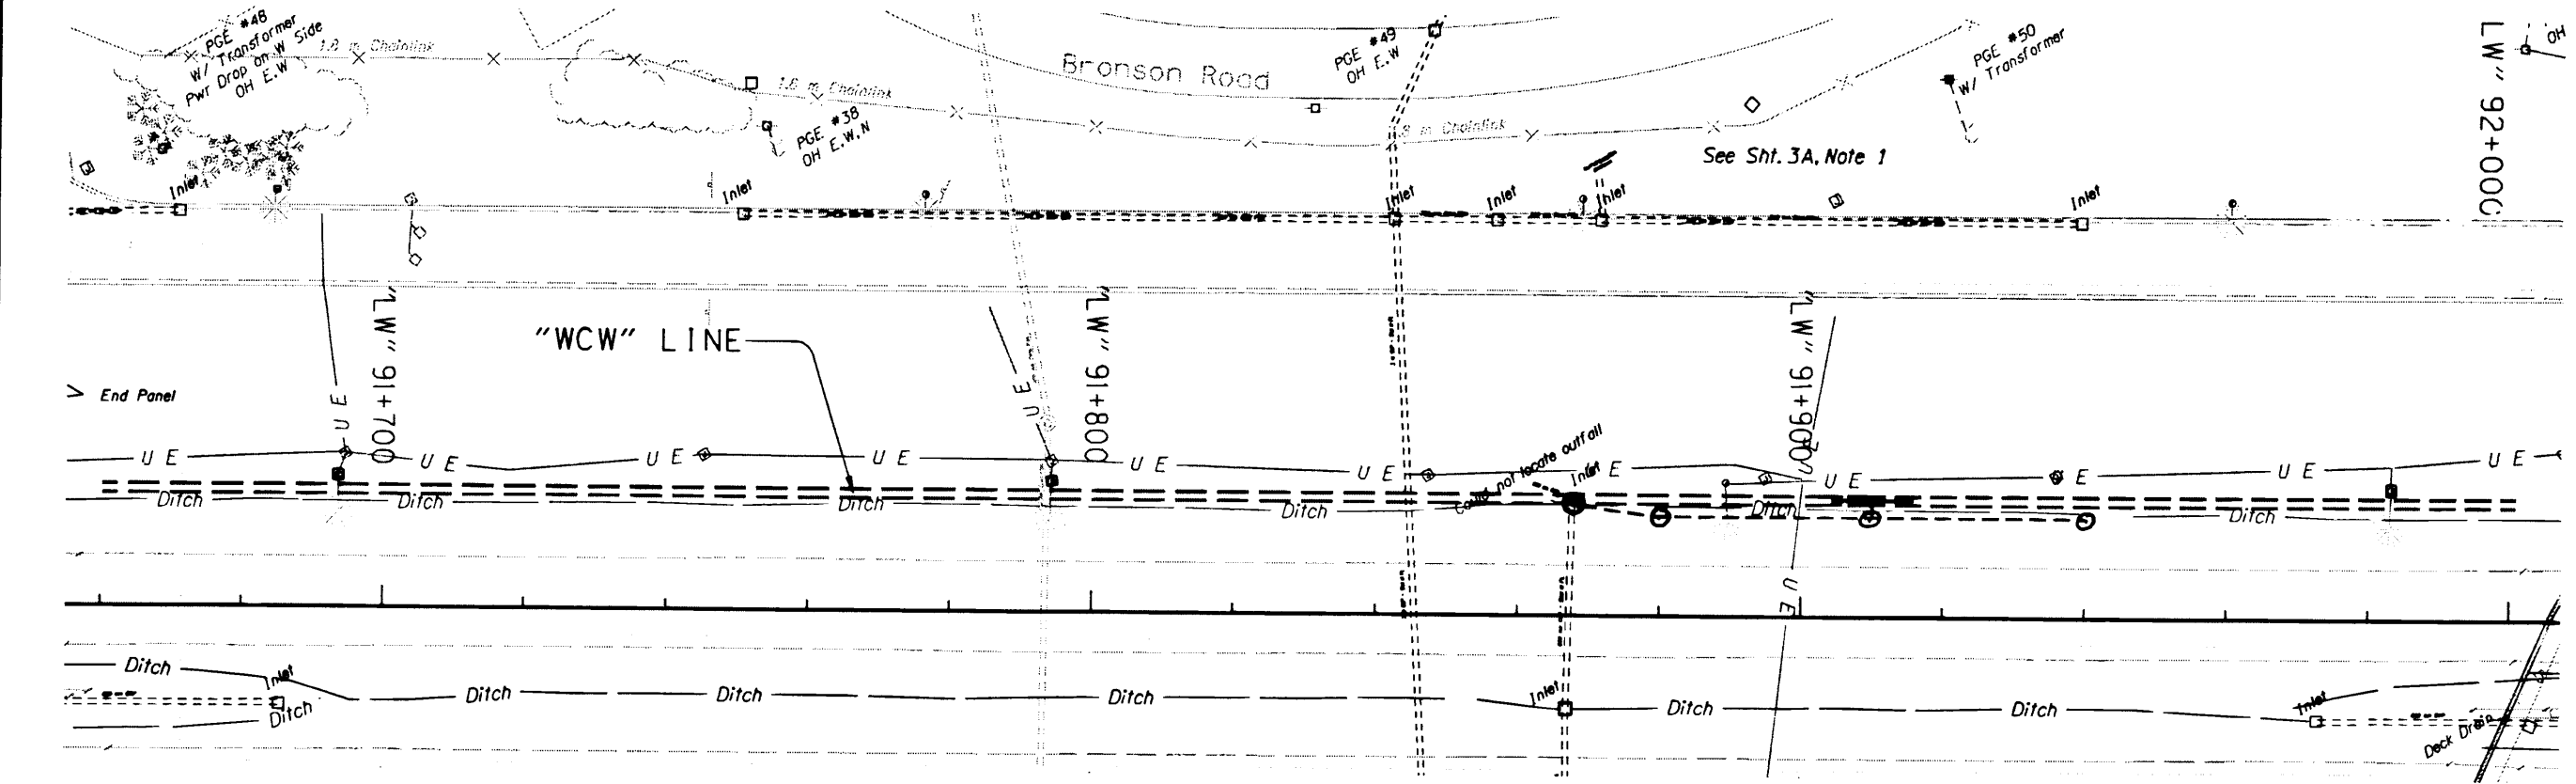 PGE #48
W/ Transformer
Pwr Drop on W Side
OH E.W
1.8 m Chainlink
1.8 m Chainlink
PGE #38
OH E.W.N
Bronson Road
PGE #49
OH E.W
.8 m Chainlink
PGE #50
W/ Transformer
See Sht. 3A, Note 1
LW" 92+000
OH
Inlet
Inlet
Inlet
Inlet
Inlet
Inlet
"WCW" LINE
"LW" 91+700
"LW" 91+800
"LW" 91+900
> End Panel
U E
U E
U E
U E
U E
U E
U E
U E
U E
E
U E
E
U E
U E
Could not locate outfall
Inlet
Ditch
Ditch
Ditch
Ditch
Ditch
Ditch
U E
Ditch
Inlet
Ditch
Ditch
Ditch
Ditch
Inlet
Ditch
Ditch
Inlet
Deck Drain